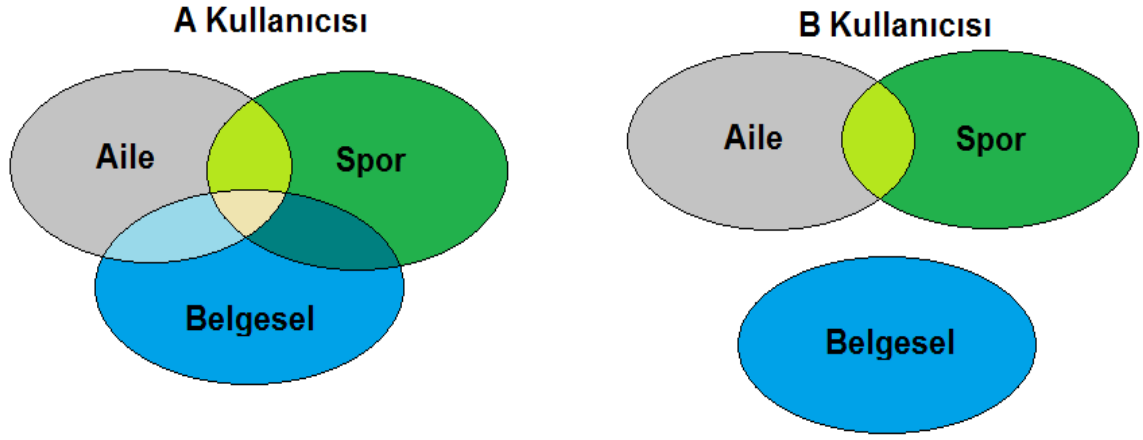 A Kullanıcısı
Aile
Spor
Belgesel
B Kullanıcısı
Aile
Spor
Belgesel